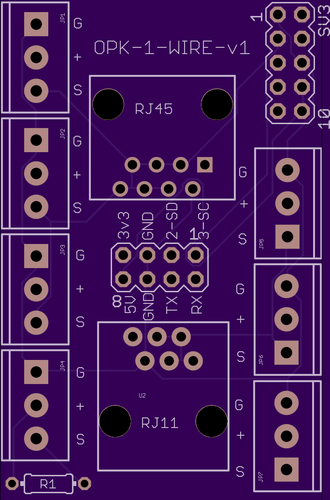 JP1
G
+
S
OPK-1-WIRE-v1
1
SV3
10
RJ45
JP2
G
+
S
G
+
S
JP5
3v3
GND
2-SD
3-SC
1
8
5V
GND
TX
RX
JP3
G
+
S
G
+
S
JP6
U2
RJ11
JP4
G
+
S
G
+
S
JP7
R1